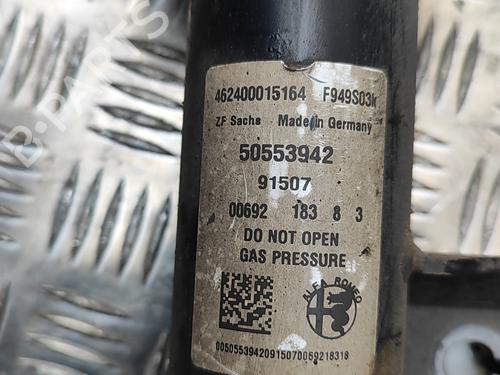 B-PARTS
462400015164 F949S03k
ZF Sachs Made in Germany
50553942
91507
00692 183 8 3
DO NOT OPEN
GAS PRESSURE
ALFA ROMEO
00505539420915070069218318